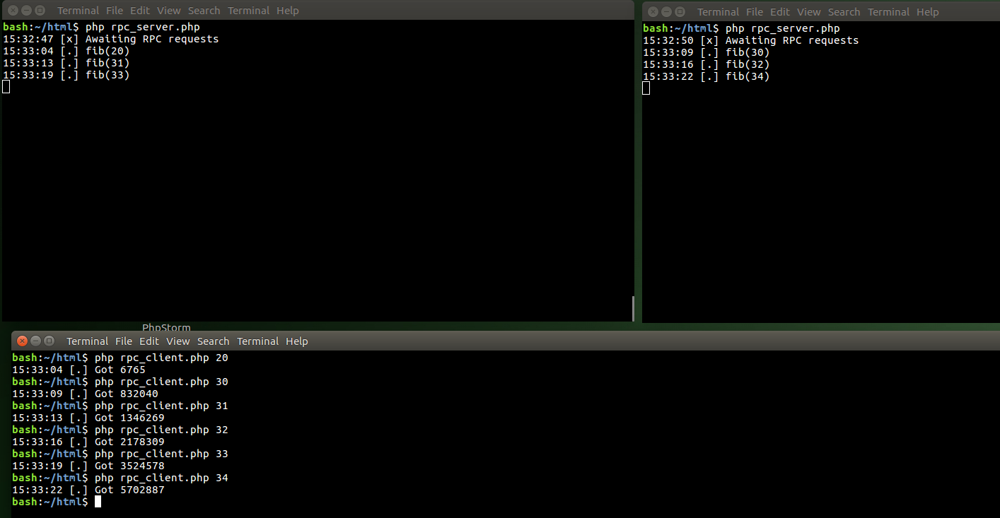 Terminal File Edit View Search Terminal Help
bash:~/html$ php rpc_server.php
15:32:47 [x] Awaiting RPC requests
15:33:04 [.] fib(20)
15:33:13 [.] fib(31)
15:33:19 [.] fib(33)
Terminal File Edit View Search Terminal Help
bash:~/html$ php rpc_server.php
15:32:50 [x] Awaiting RPC requests
15:33:09 [.] fib(30)
15:33:16 [.] fib(32)
15:33:22 [.] fib(34)
PhpStorm
Terminal File Edit View Search Terminal Help
bash:~/html$ php rpc_client.php 20
15:33:04 [.] Got 6765
bash:~/html$ php rpc_client.php 30
15:33:09 [.] Got 832040
bash:~/html$ php rpc_client.php 31
15:33:13 [.] Got 1346269
bash:~/html$ php rpc_client.php 32
15:33:16 [.] Got 2178309
bash:~/html$ php rpc_client.php 33
15:33:19 [.] Got 3524578
bash:~/html$ php rpc_client.php 34
15:33:22 [.] Got 5702887
bash:~/html$